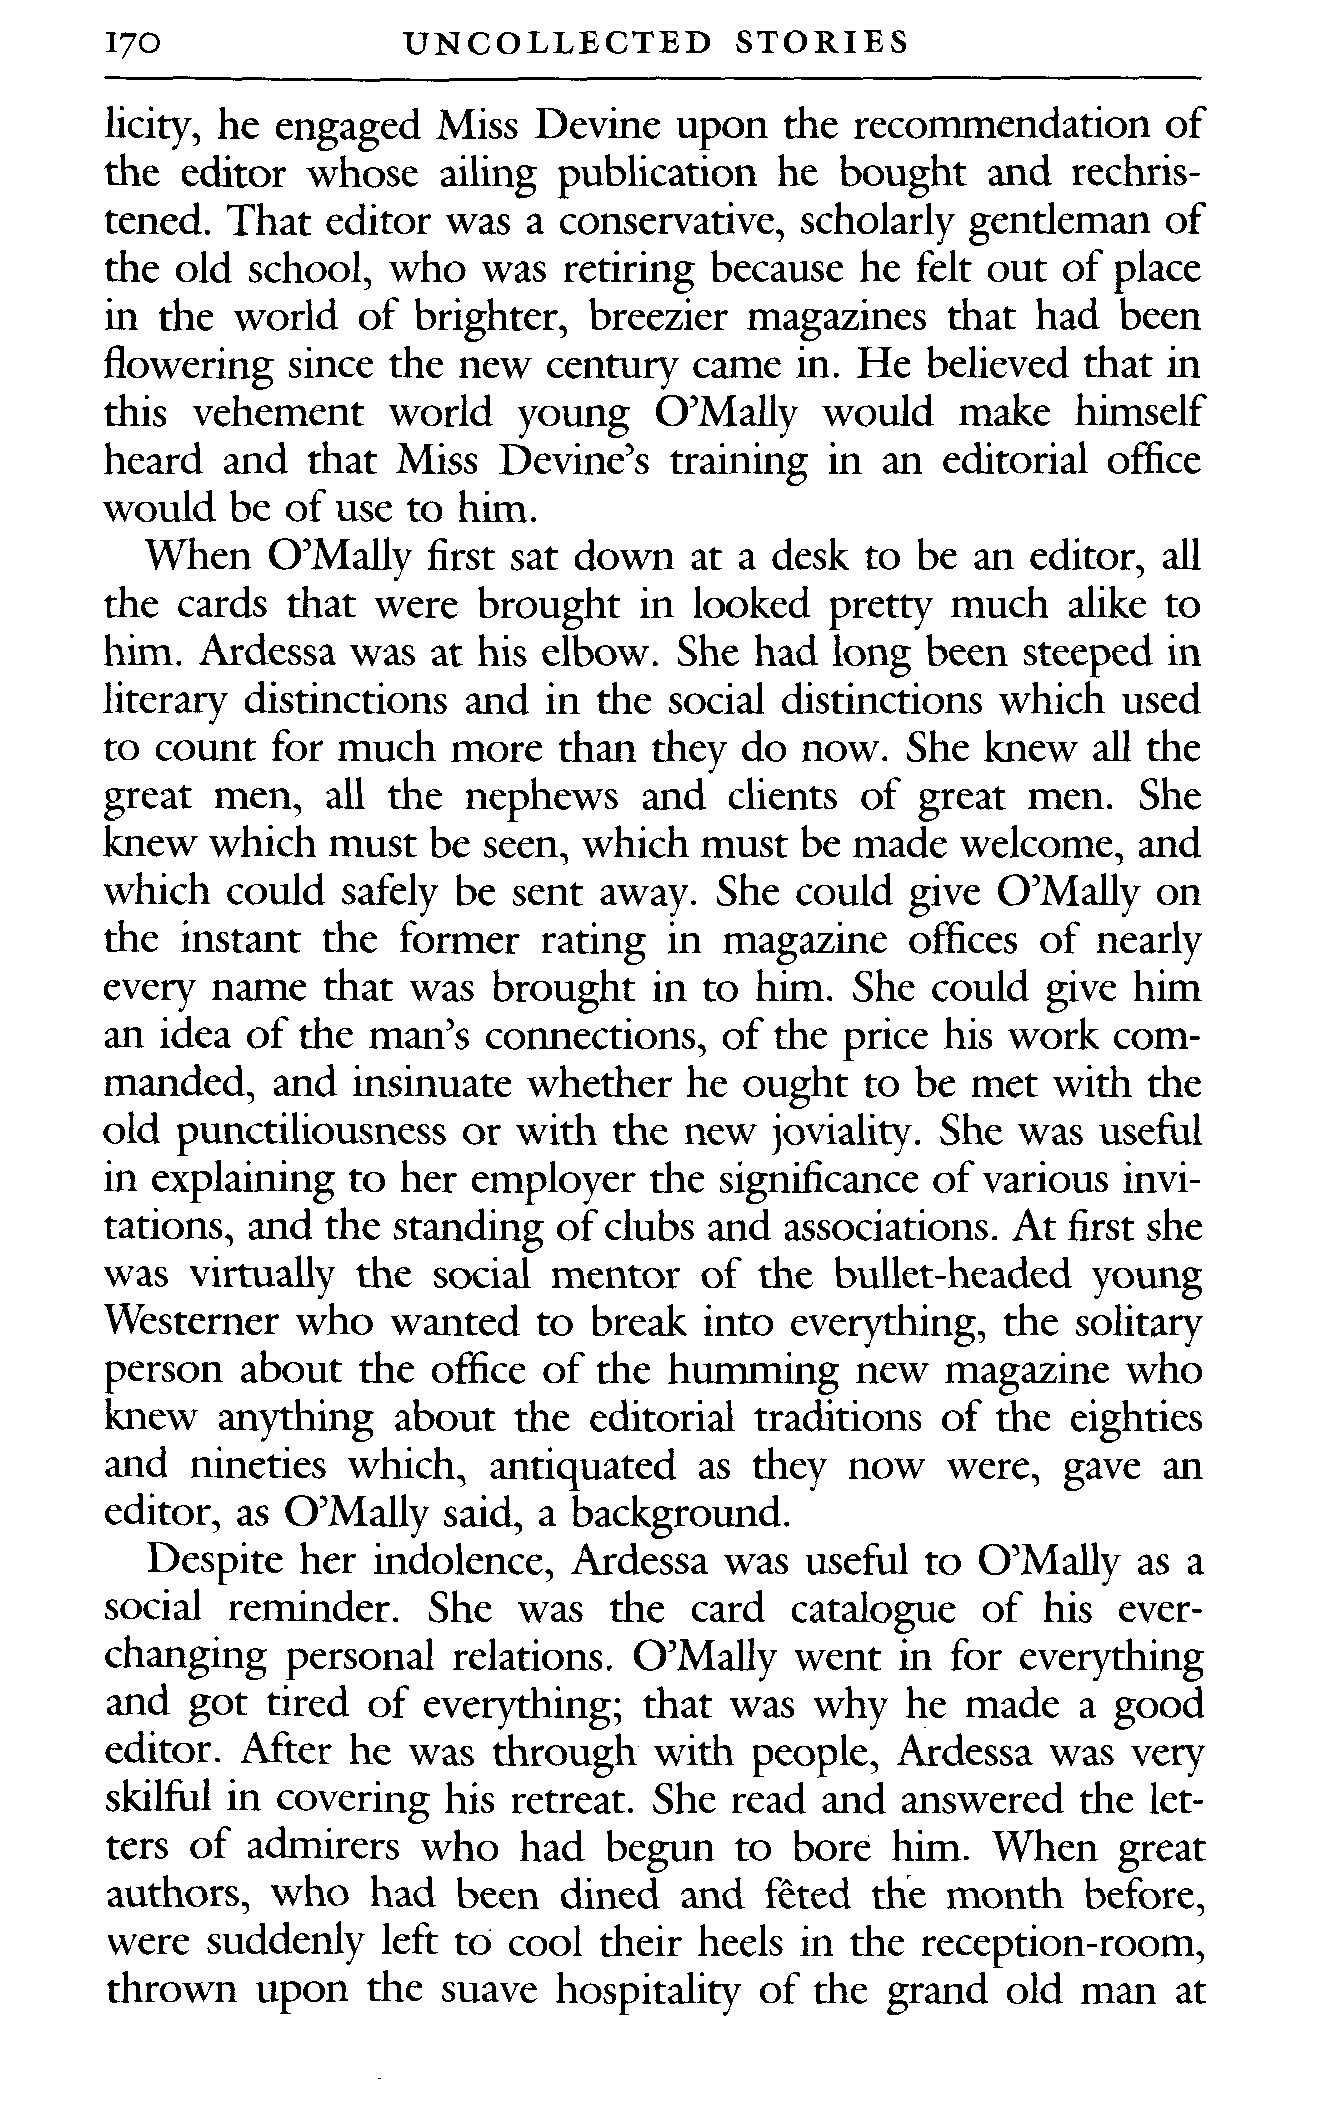 170 UNCOLLECTED STORIES
licity, he engaged Miss Devine upon the recommendation of
the editor whose ailing publication he bought and rechris-
tened. That editor was a conservative, scholarly gentleman of
the old school, who was retiring because he felt out of place
in the world of brighter, breezier magazines that had been
flowering since the new century came in. He believed that in
this vehement world young O’Mally would make himself
heard and that Miss Devine’s training in an editorial office
would be of use to him.
When O’Mally first sat down at a desk to be an editor, all
the cards that were brought in looked pretty much alike to
him. Ardessa was at his elbow. She had long been steeped in
literary distinctions and in the social distinctions which used
to count for much more than they do now. She knew all the
great men, all the nephews and clients of great men. She
knew which must be seen, which must be made welcome, and
which could safely be sent away. She could give O’Mally on
the instant the former rating in magazine offices of nearly
every name that was brought in to him. She could give him
an idea of the man’s connections, of the price his work com-
manded, and insinuate whether he ought to be met with the
old punctiliousness or with the new joviality. She was useful
in explaining to her employer the significance of various invi-
tations, and the standing of clubs and associations. At first she
was virtually the social mentor of the bullet-headed young
Westerner who wanted to break into everything, the solitary
person about the office of the humming new magazine who
knew anything about the editorial traditions of the eighties
and nineties which, antiquated as they now were, gave an
editor, as O’Mally said, a background.
Despite her indolence, Ardessa was useful to O’Mally as a
social reminder. She was the card catalogue of his ever-
changing personal relations. O’Mally went in for everything
and got tired of everything; that was why he made a good
editor. After he was through with people, Ardessa was very
skilful in covering his retreat. She read and answered the let-
ters of admirers who had begun to bore him. When great
authors, who had been dined and fêted the month before,
were suddenly left to cool their heels in the reception-room,
thrown upon the suave hospitality of the grand old man at